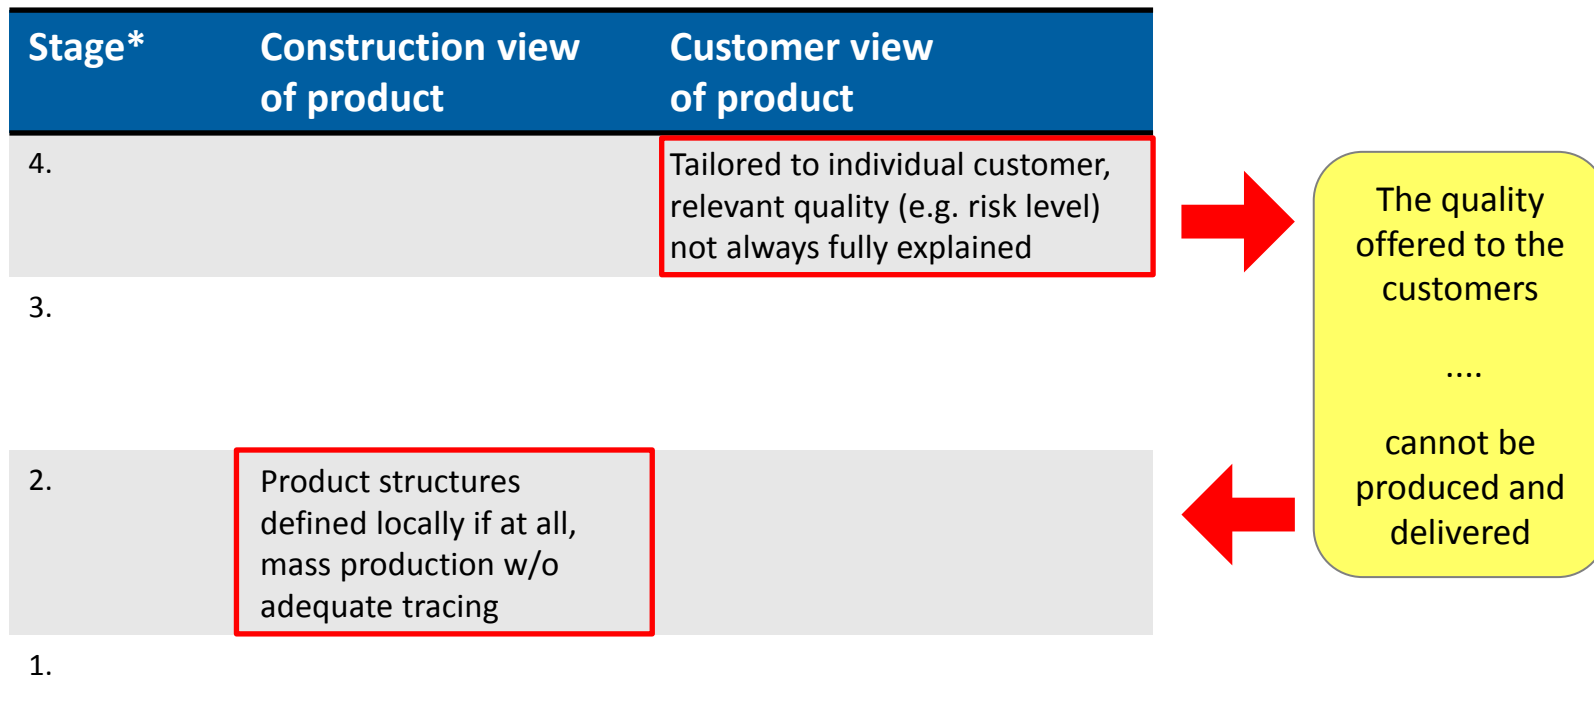 Stage*
Construction view
of product
Customer view
of product
4.
Tailored to individual customer,
relevant quality (e.g. risk level)
not always fully explained
3.
2.
Product structures
defined locally if at all,
mass production w/o
adequate tracing
1.
The quality
offered to the
customers
....
cannot be
produced and
delivered